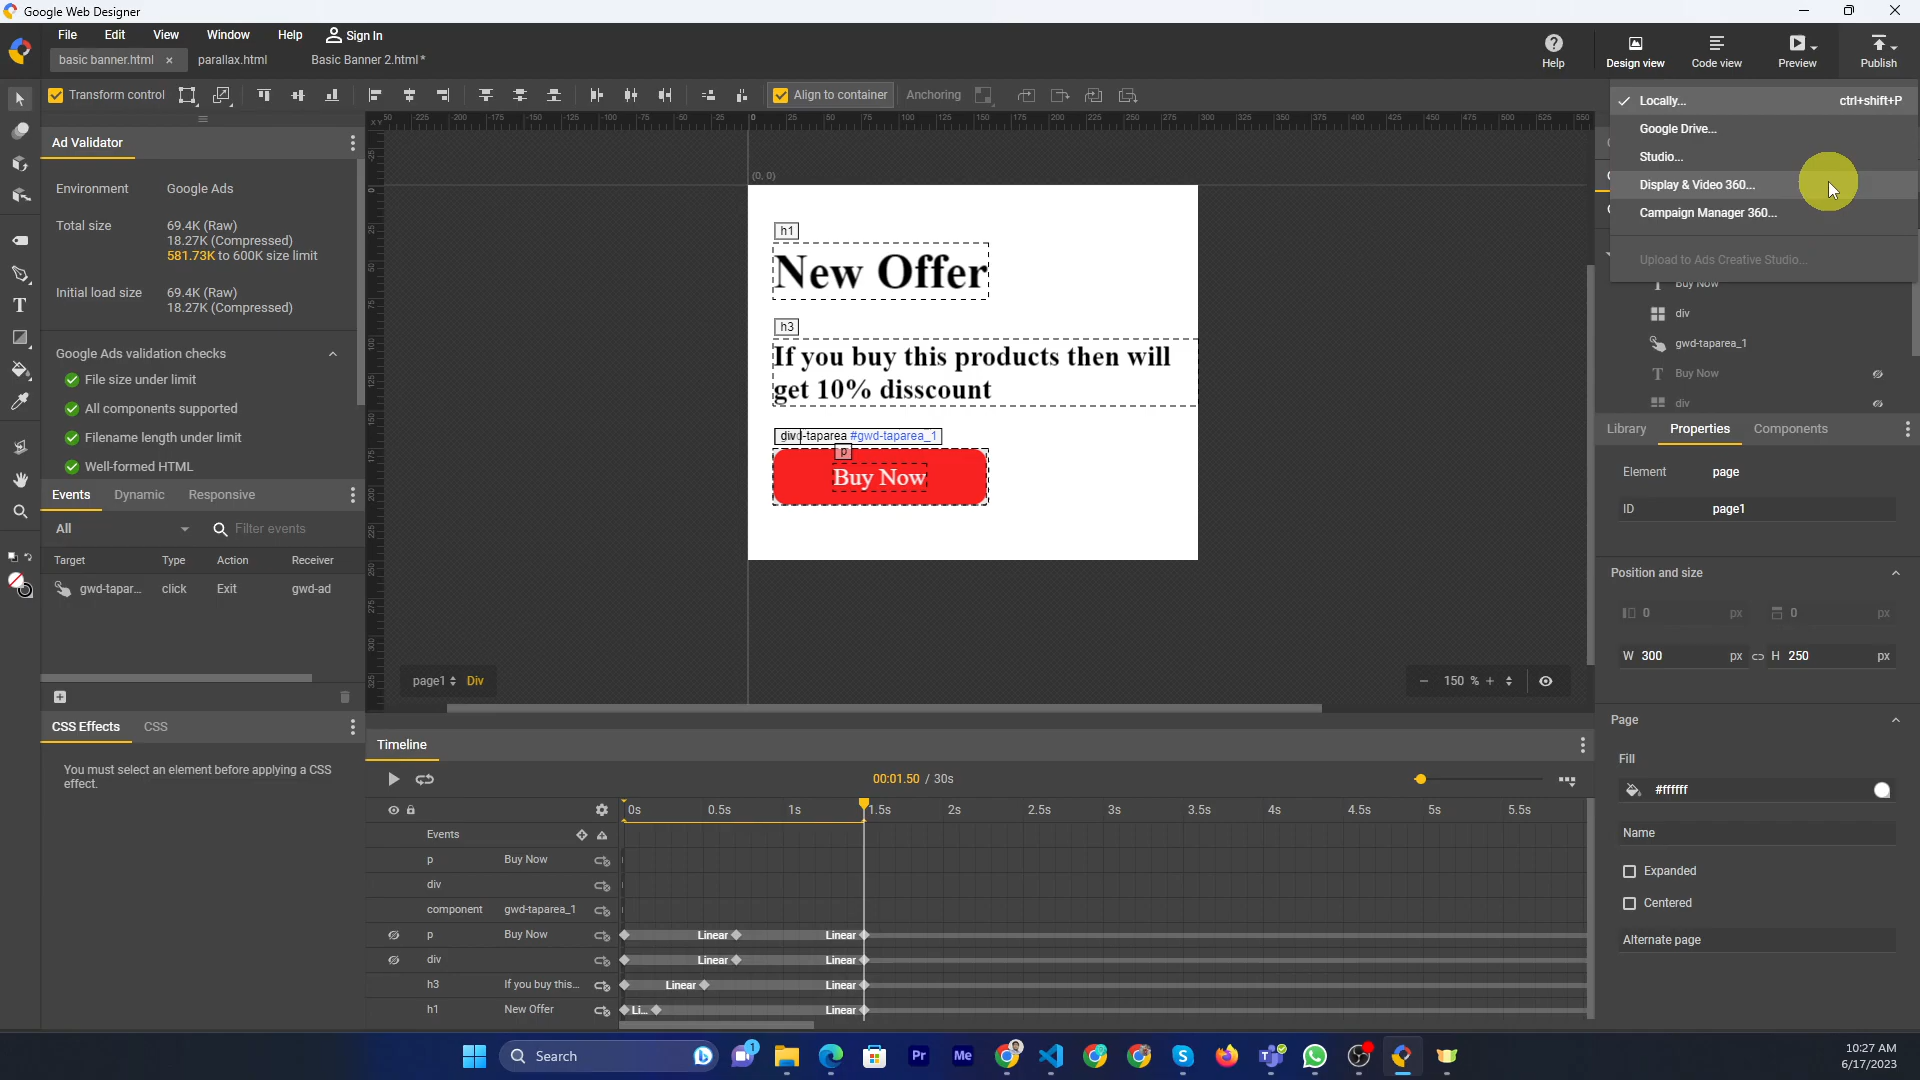 Google Web Designer
File Edit View Window Help Sign In
basic banner.html × parallax.html Basic Banner 2.html*
Help Design view Code view Preview Publish
Transform control Align to container Anchoring
Locally... ctrl+shift+P
Google Drive...
Studio...
Display & Video 360...
Campaign Manager 360...
Upload to Ads Creative Studio...
Ad Validator
Environment Google Ads
Total size 69.4K (Raw)
18.27K (Compressed)
581.73K to 600K size limit
Initial load size 69.4K (Raw)
18.27K (Compressed)
Google Ads validation checks
File size under limit
All components supported
Filename length under limit
Well-formed HTML
Events Dynamic Responsive
All Filter events
Target Type Action Receiver
gwd-tapar... click Exit gwd-ad
CSS Effects CSS
You must select an element before applying a CSS
effect.
(0, 0)
h1
New Offer
h3
If you buy this products then will
get 10% disscount
#gwd-taparea_1
p
Buy Now
page1 Div
150 %
Buy Now
div
gwd-taparea_1
Buy Now
div
Library Properties Components
Element page
ID page1
Position and size
0 px 0 px
W 300 px H 250 px
Page
Fill
#ffffff
Name
Expanded
Centered
Alternate page
Timeline
00:01.50 / 30s
0s 0.5s 1s 1.5s 2s 2.5s 3s 3.5s 4s 4.5s 5s 5.5s
Events
p Buy Now
div
component gwd-taparea_1
p Buy Now Linear Linear
div Linear Linear
h3 If you buy this... Linear Linear
h1 New Offer Li... Linear
Search
10:27 AM
6/17/2023